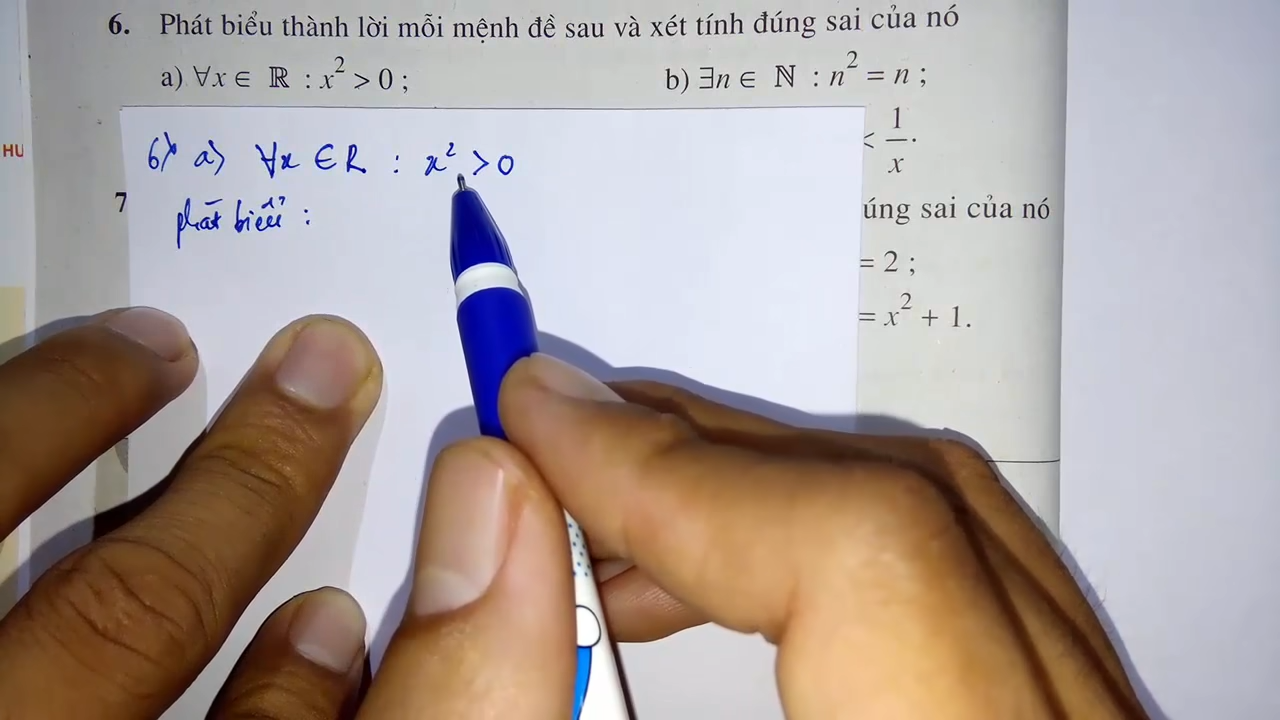 6. Phát biểu thành lời mỗi mệnh đề sau và xét tính đúng sai của nó
a) ∀x ∈ ℝ : x² > 0 ;
b) ∃n ∈ ℕ : n² = n ;
< 1/x.
6) a) ∀x ∈ R : x² > 0
phát biểu :
HU
7
úng sai của nó
= 2 ;
= x² + 1.